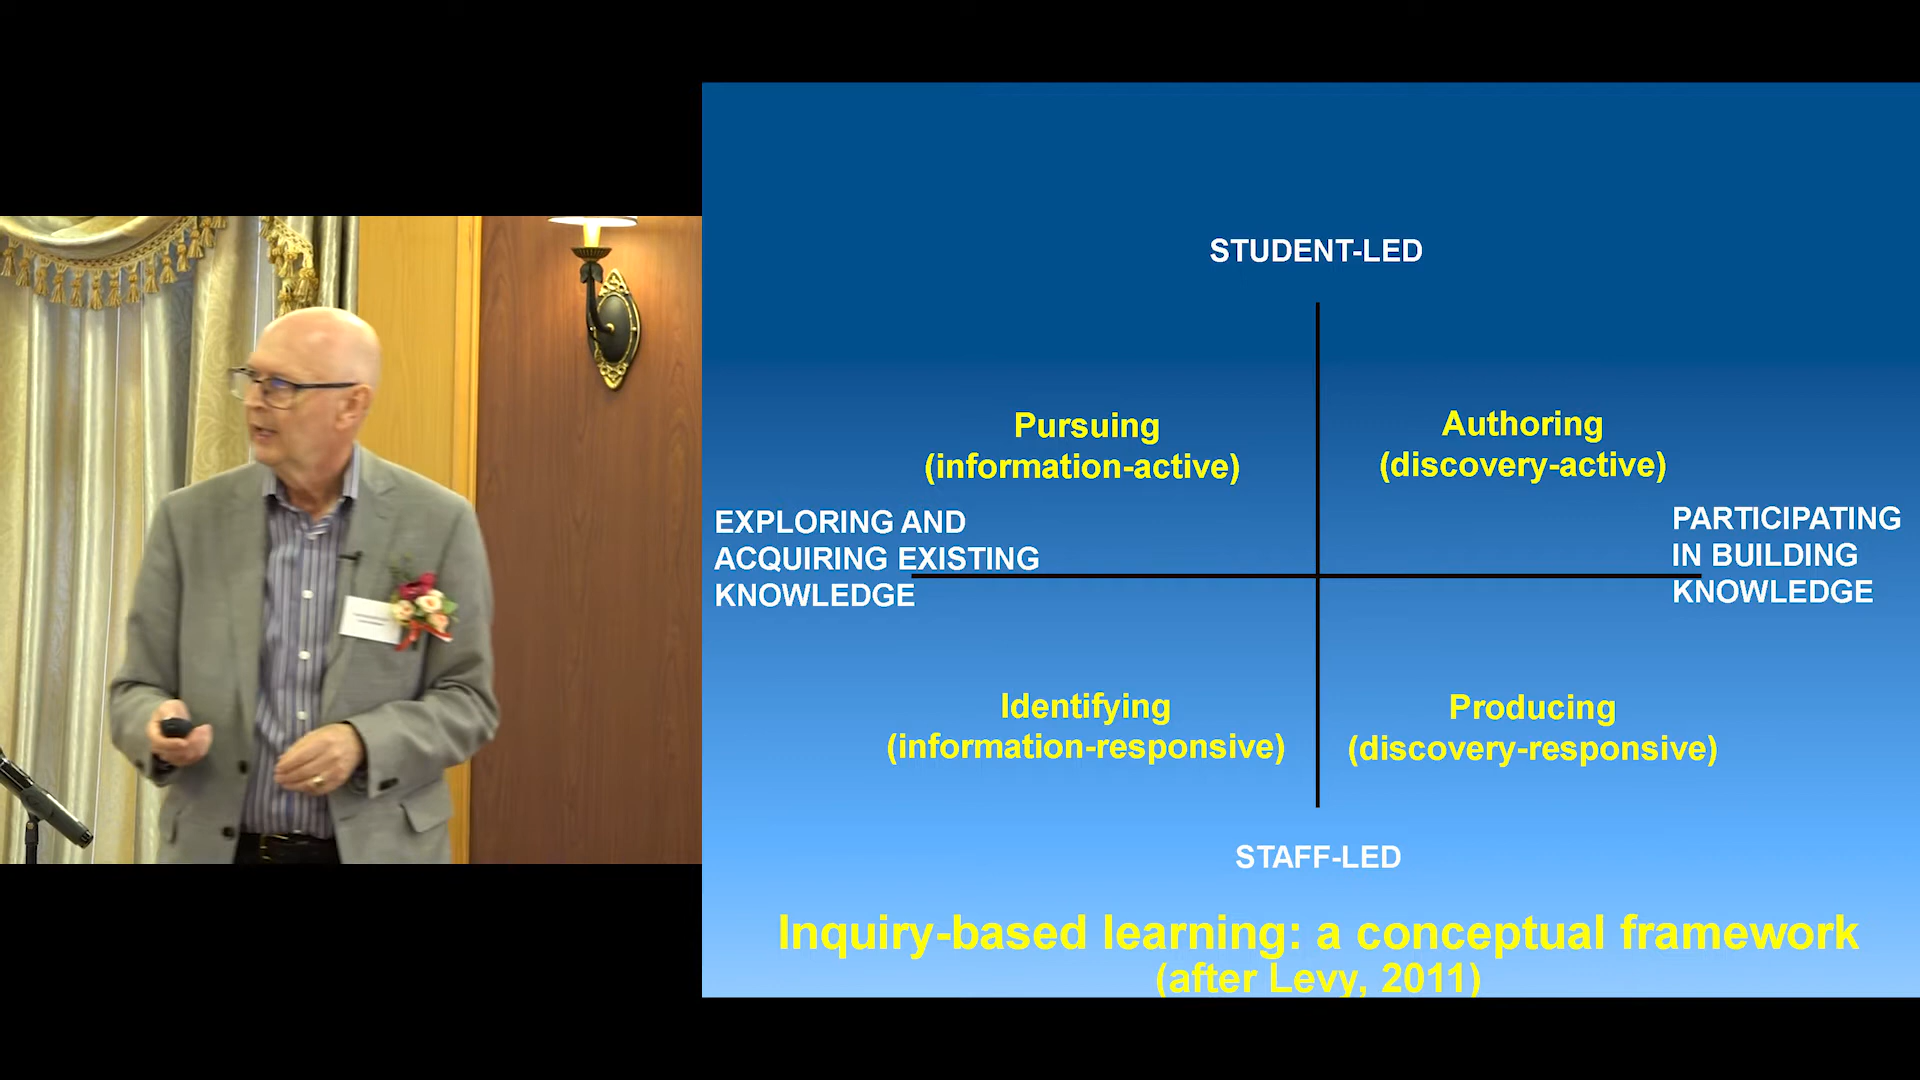 STUDENT-LED
Pursuing
(information-active)
Authoring
(discovery-active)
EXPLORING AND
ACQUIRING EXISTING
KNOWLEDGE
PARTICIPATING
IN BUILDING
KNOWLEDGE
Identifying
(information-responsive)
Producing
(discovery-responsive)
STAFF-LED
Inquiry-based learning: a conceptual framework
(after Levy, 2011)